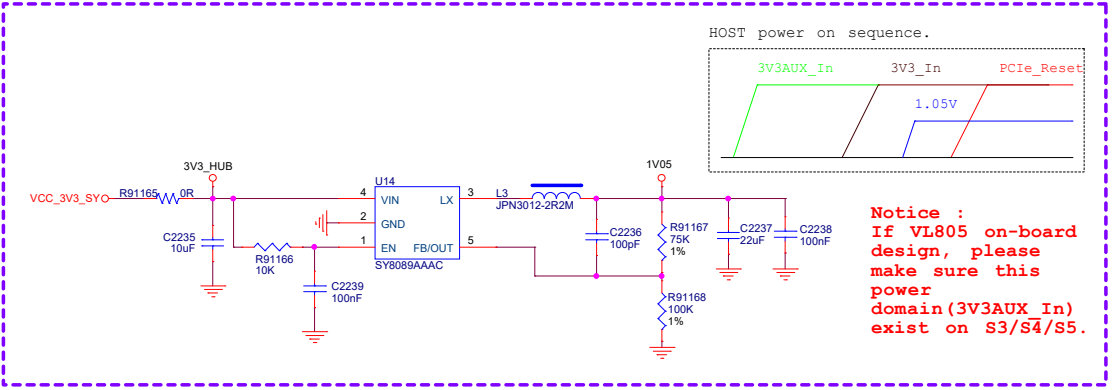 HOST power on sequence.
3V3AUX_In
3V3_In
PCIe_Reset
1.05V
3V3_HUB
1V05
VCC_3V3_SY
R91165
0R
U14
4
VIN
LX
3
L3
JPN3012-2R2M
2
GND
1
EN
FB/OUT
5
SY8089AAAC
C2235
10uF
R91166
10K
C2239
100nF
C2236
100pF
R91167
75K
1%
C2237
22uF
C2238
100nF
R91168
100K
1%
Notice :
If VL805 on-board
design, please
make sure this
power
domain(3V3AUX_In)
exist on S3/S4/S5.